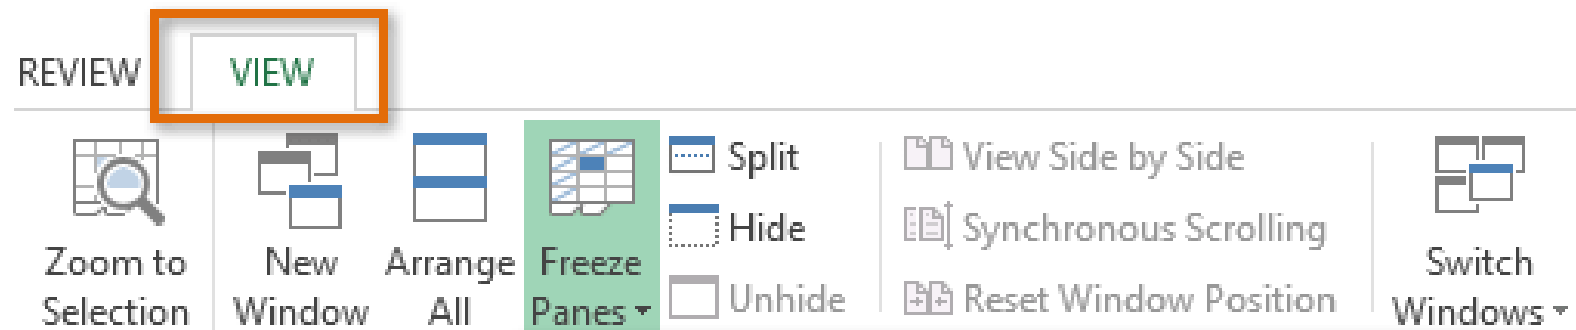 REVIEW VIEW
Zoom to Selection
New Window
Arrange All
Freeze Panes
Split
Hide
Unhide
View Side by Side
Synchronous Scrolling
Reset Window Position
Switch Windows